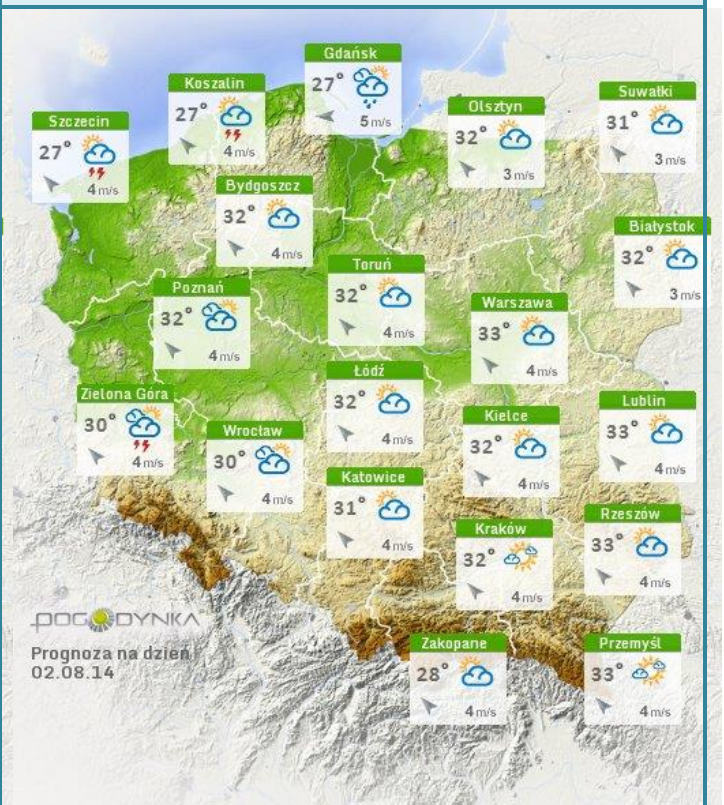 Gdańsk
27°
5 m/s
Koszalin
27°
4 m/s
Suwałki
31°
3 m/s
Olsztyn
32°
3 m/s
Szczecin
27°
4 m/s
Bydgoszcz
32°
4 m/s
Białystok
32°
3 m/s
Toruń
32°
4 m/s
Poznań
32°
4 m/s
Warszawa
33°
4 m/s
Łódź
32°
4 m/s
Zielona Góra
30°
4 m/s
Lublin
33°
4 m/s
Kielce
32°
4 m/s
Wrocław
30°
4 m/s
Katowice
31°
4 m/s
Rzeszów
33°
4 m/s
Kraków
32°
4 m/s
POGODYNKA
Prognoza na dzień
02.08.14
Zakopane
28°
4 m/s
Przemyśl
33°
4 m/s